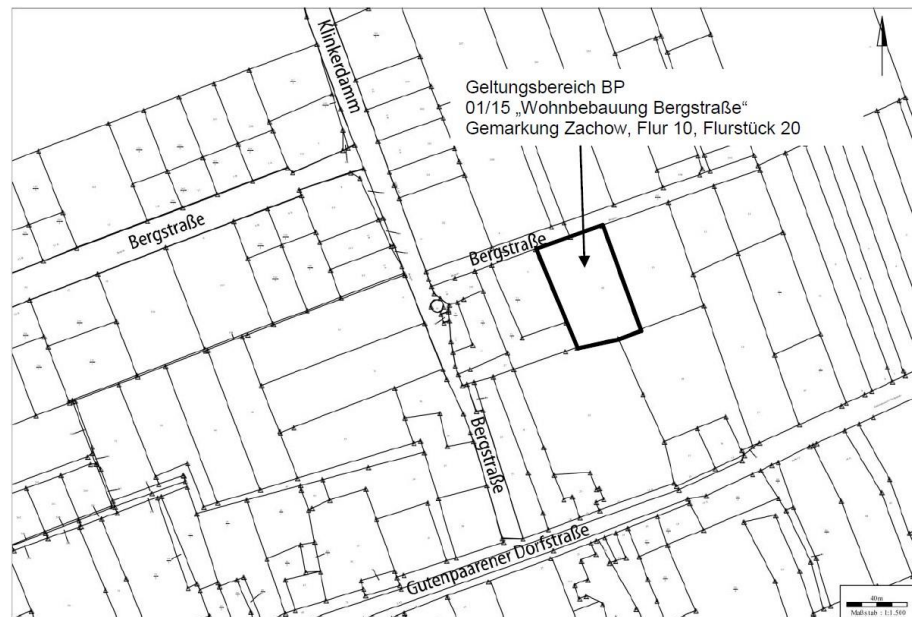 Klinkerdamm
Geltungsbereich BP
01/15 „Wohnbebauung Bergstraße“
Gemarkung Zachow, Flur 10, Flurstück 20
Bergstraße
Bergstraße
Bergstraße
Gutenpaarener Dorfstraße
40m
Maßstab : 1:1.500